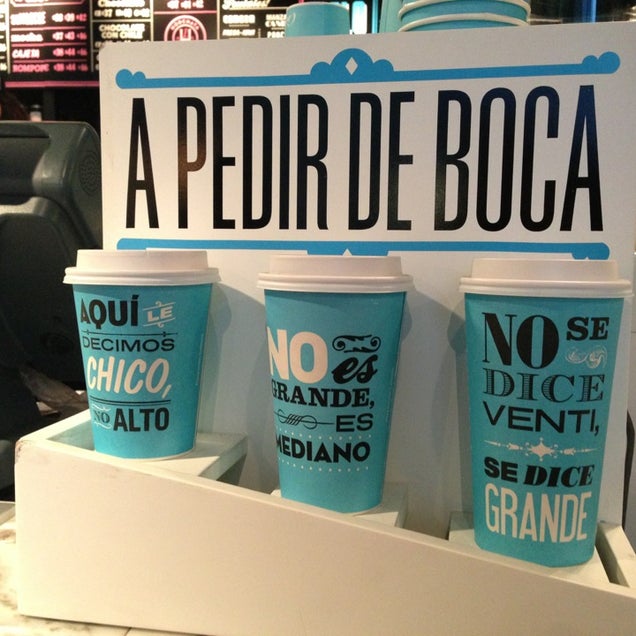 A PEDIR DE BOCA
AQUÍ LE
DECIMOS
CHICO,
NO ALTO
NO es
GRANDE,
ES
MEDIANO
NO SE
DICE
VENTI,
SE DICE
GRANDE